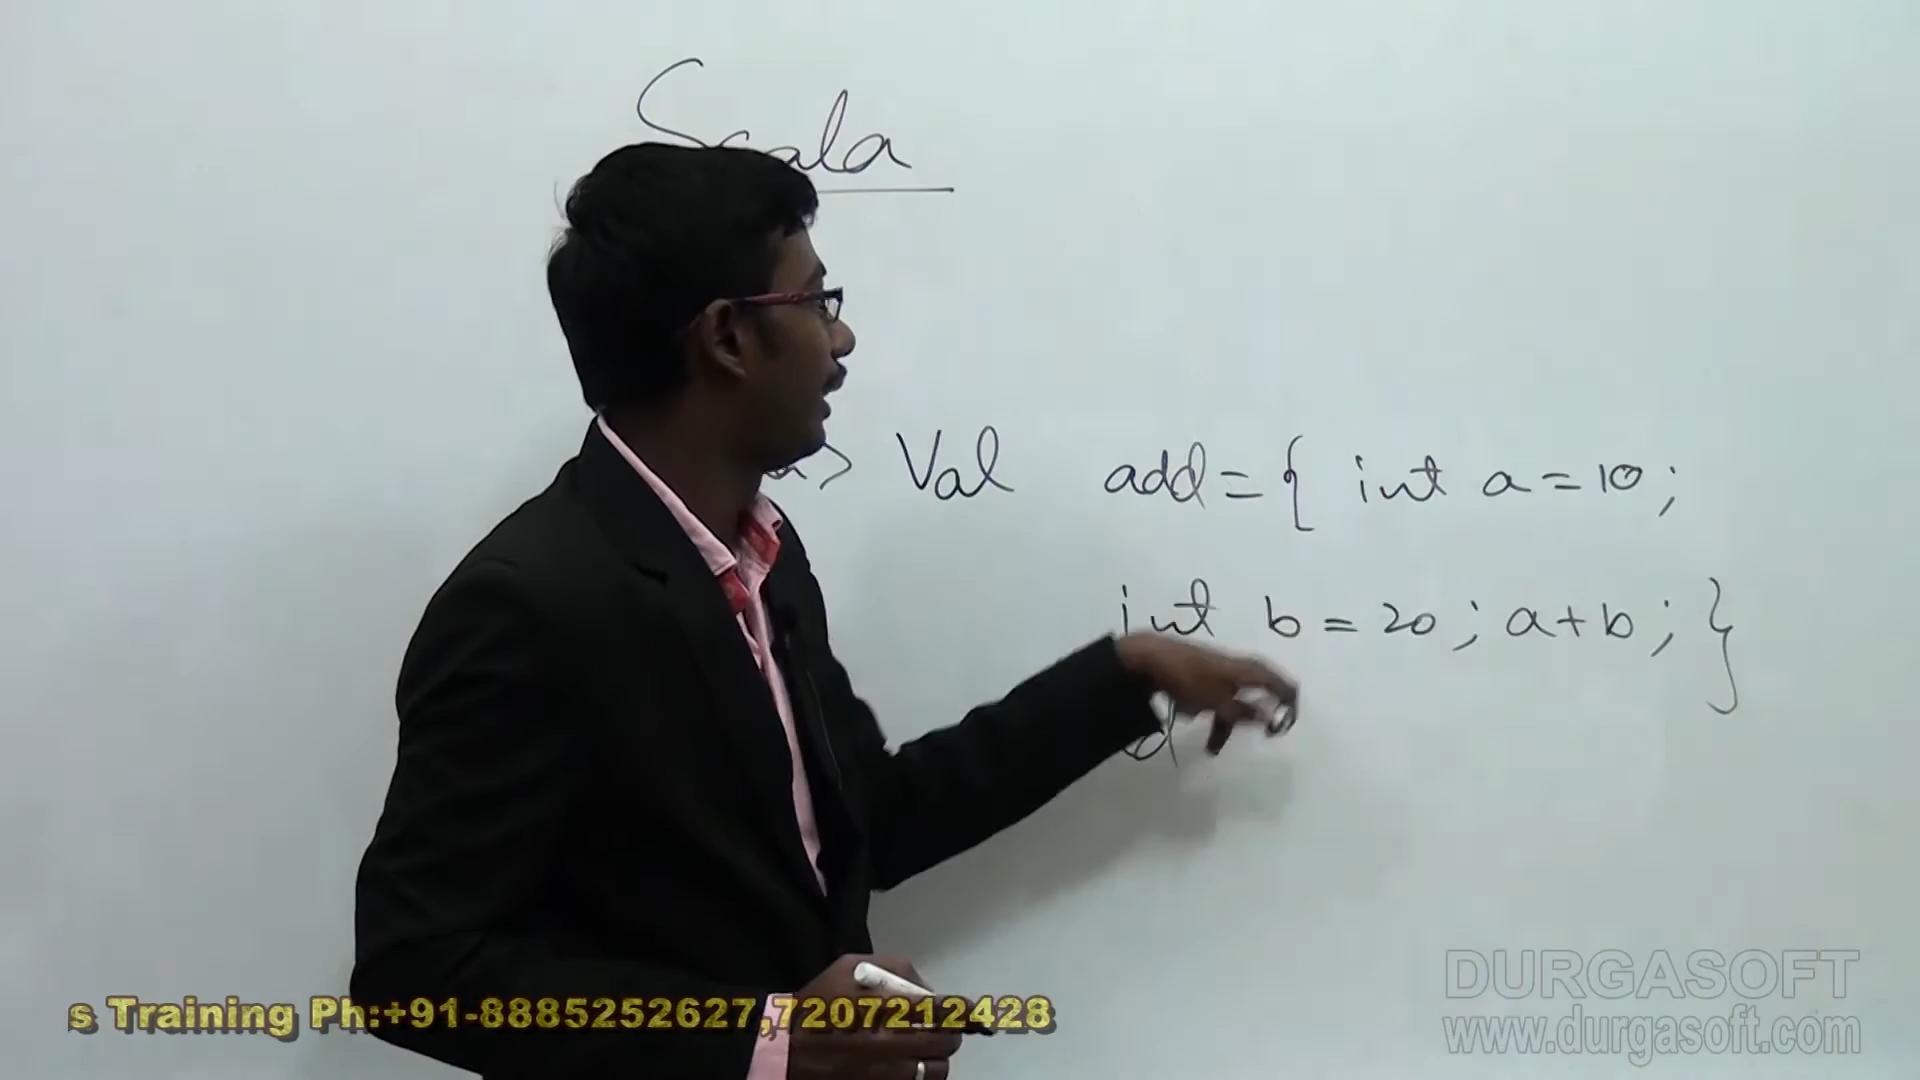 Scala
> Val add = { int a = 10 ;
int b = 20 ; a + b ; }
s Training Ph:+91-8885252627,7207212428
DURGASOFT
www.durgasoft.com